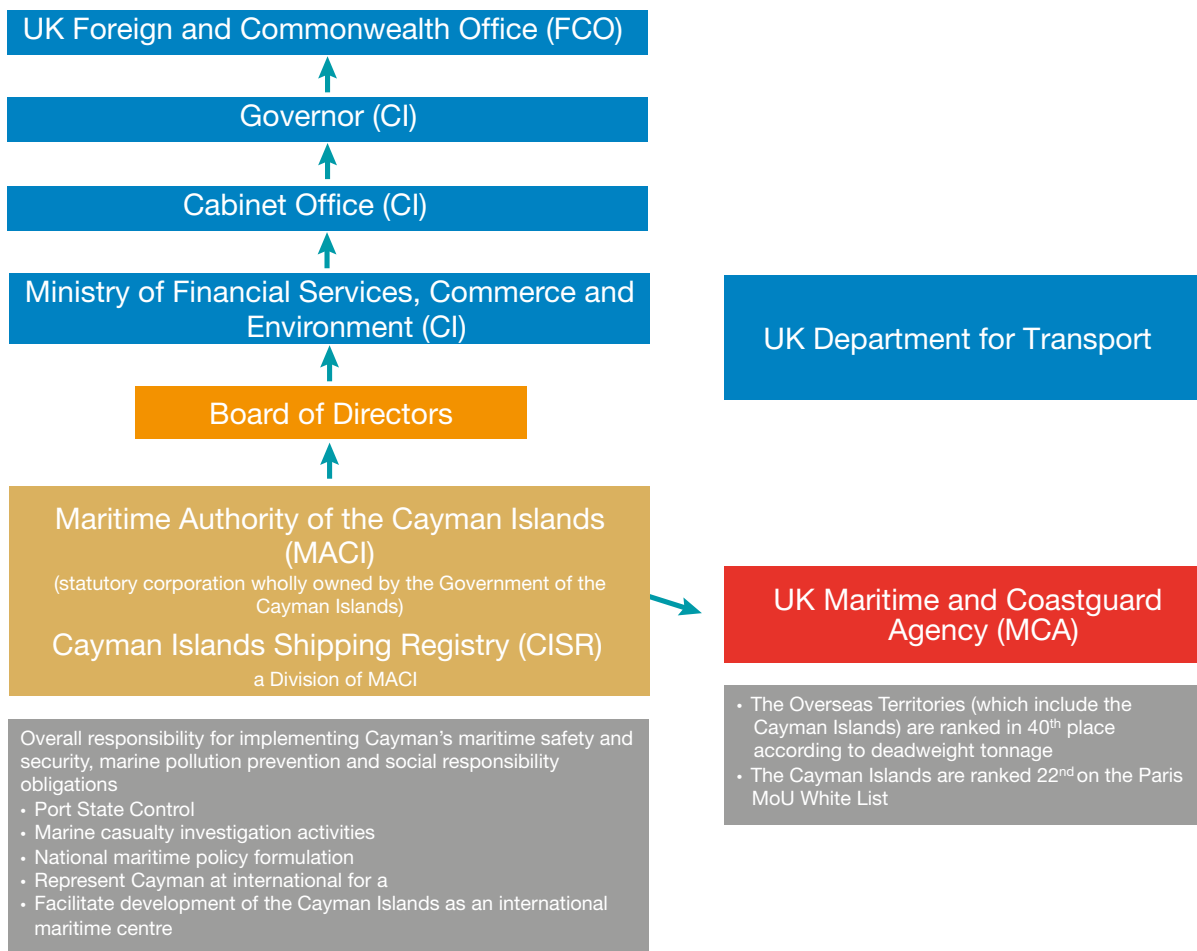 UK Foreign and Commonwealth Office (FCO)
Governor (CI)
Cabinet Office (CI)
Ministry of Financial Services, Commerce and
Environment (CI)
Board of Directors
Maritime Authority of the Cayman Islands
(MACI)
(statutory corporation wholly owned by the Government of the
Cayman Islands)
Cayman Islands Shipping Registry (CISR)
a Division of MACI
Overall responsibility for implementing Cayman’s maritime safety and
security, marine pollution prevention and social responsibility
obligations
• Port State Control
• Marine casualty investigation activities
• National maritime policy formulation
• Represent Cayman at international for a
• Facilitate development of the Cayman Islands as an international
maritime centre
UK Department for Transport
UK Maritime and Coastguard
Agency (MCA)
• The Overseas Territories (which include the
Cayman Islands) are ranked in 40th place
according to deadweight tonnage
• The Cayman Islands are ranked 22nd on the Paris
MoU White List